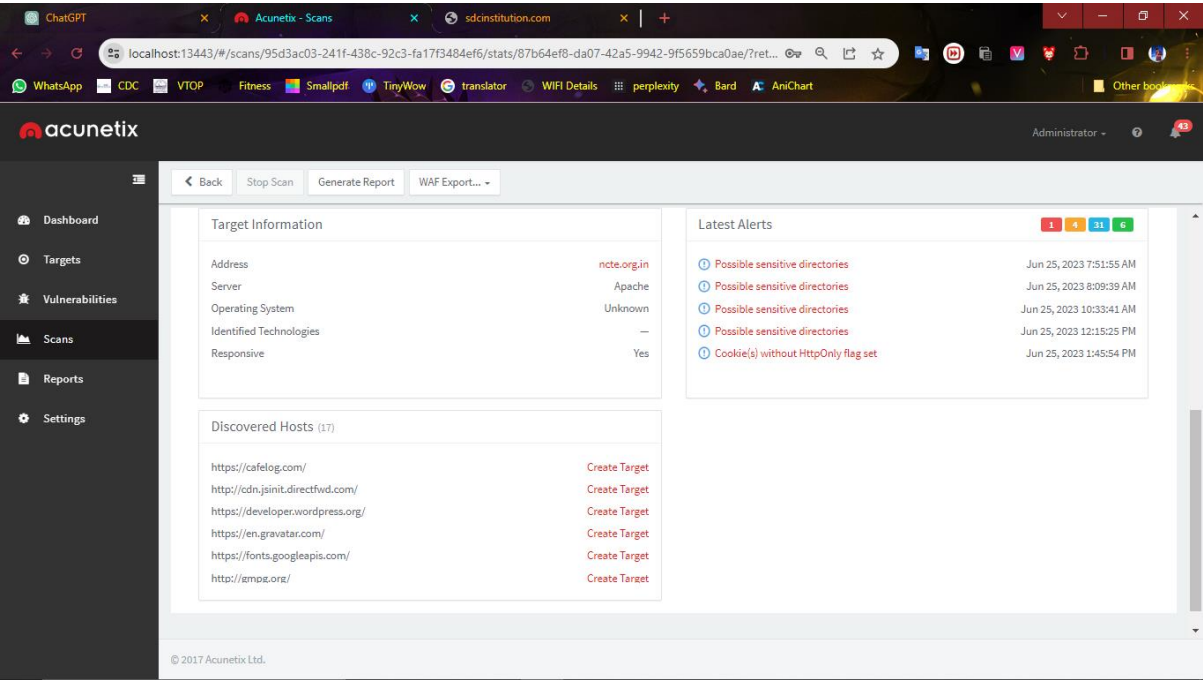 ChatGPT
Acunetix - Scans
sdcinstitution.com
localhost:13443/#/scans/95d3ac03-241f-438c-92c3-fa17f3484ef6/stats/87b64ef8-da07-42a5-9942-9f5659bca0ae/?ret...
WhatsApp CDC VTOP Fitness Smallpdf TinyWow translator WIFI Details perplexity Bard AniChart Other bookmarks
acunetix
Administrator
43
Back Stop Scan Generate Report WAF Export...
Dashboard
Targets
Vulnerabilities
Scans
Reports
Settings
Target Information
Address ncte.org.in
Server Apache
Operating System Unknown
Identified Technologies —
Responsive Yes
Latest Alerts 1 4 31 6
Possible sensitive directories Jun 25, 2023 7:51:55 AM
Possible sensitive directories Jun 25, 2023 8:09:39 AM
Possible sensitive directories Jun 25, 2023 10:33:41 AM
Possible sensitive directories Jun 25, 2023 12:15:25 PM
Cookie(s) without HttpOnly flag set Jun 25, 2023 1:45:54 PM
Discovered Hosts (17)
https://cafelog.com/ Create Target
http://cdn.jsinit.directfwd.com/ Create Target
https://developer.wordpress.org/ Create Target
https://en.gravatar.com/ Create Target
https://fonts.googleapis.com/ Create Target
http://gmpg.org/ Create Target
© 2017 Acunetix Ltd.